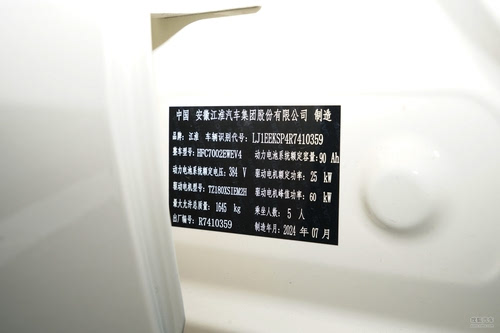 中国 安徽江淮汽车集团股份有限公司 制造
品牌：江淮 车辆识别代号：LJ1EEKSP4R7410359
整车型号：HFC7002EWEV4 动力电池系统额定容量：90 Ah
动力电池系统额定电压：384 V 驱动电机额定功率：25 kW
驱动电机型号：TZ180XS1EM2H 驱动电机峰值功率：60 kW
最大允许总质量：1645 kg 乘坐人数：5 人
出厂编号：R7410359 制造年月：2024 年 07 月